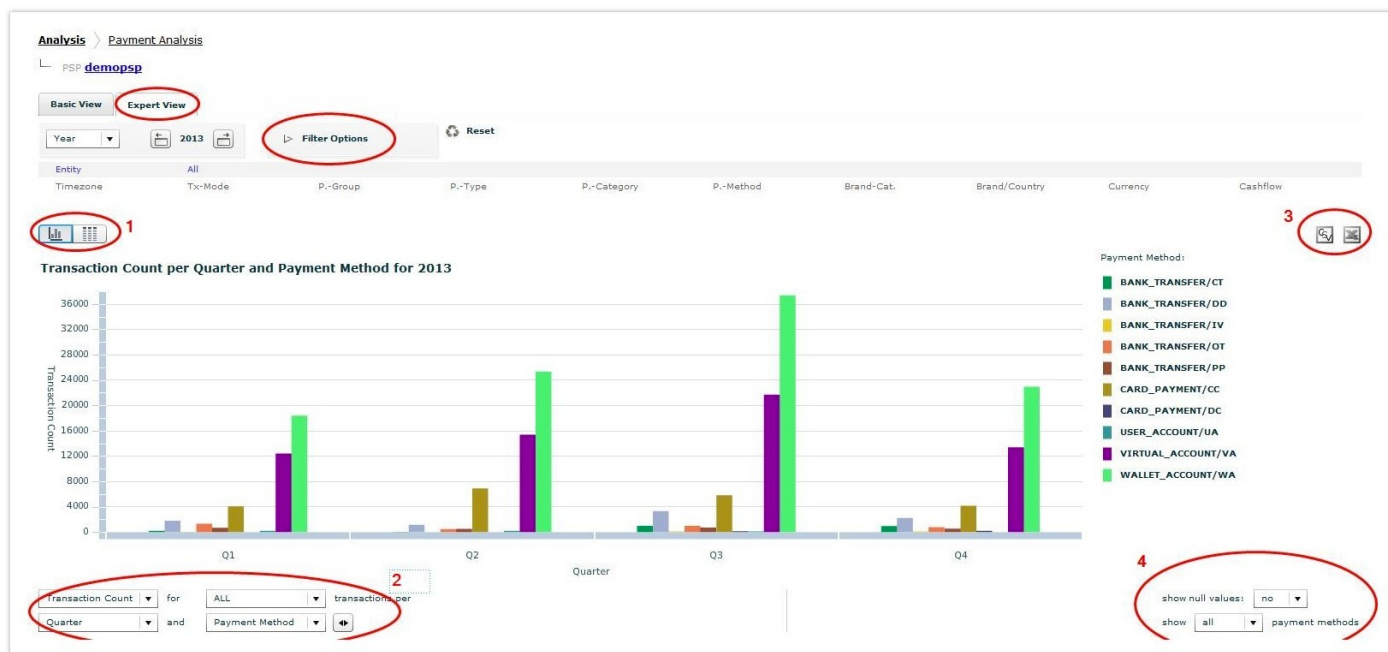 Analysis Payment Analysis
PSP demopsp
Basic View Expert View
Year 2013 Filter Options Reset
Entity All
Timezone Tx-Mode P.-Group P.-Type P.-Category P.-Method Brand-Cat. Brand/Country Currency Cashflow
1
3
CSV
Transaction Count per Quarter and Payment Method for 2013
Payment Method:
BANK_TRANSFER/CT
BANK_TRANSFER/DD
BANK_TRANSFER/IV
BANK_TRANSFER/OT
BANK_TRANSFER/PP
CARD_PAYMENT/CC
CARD_PAYMENT/DC
USER_ACCOUNT/UA
VIRTUAL_ACCOUNT/VA
WALLET_ACCOUNT/WA
Transaction Count
36000
32000
28000
24000
20000
16000
12000
8000
4000
0
Q1 Q2 Q3 Q4
Quarter
2
4
Transaction Count for ALL transactions per
Quarter and Payment Method
show null values: no
show all payment methods